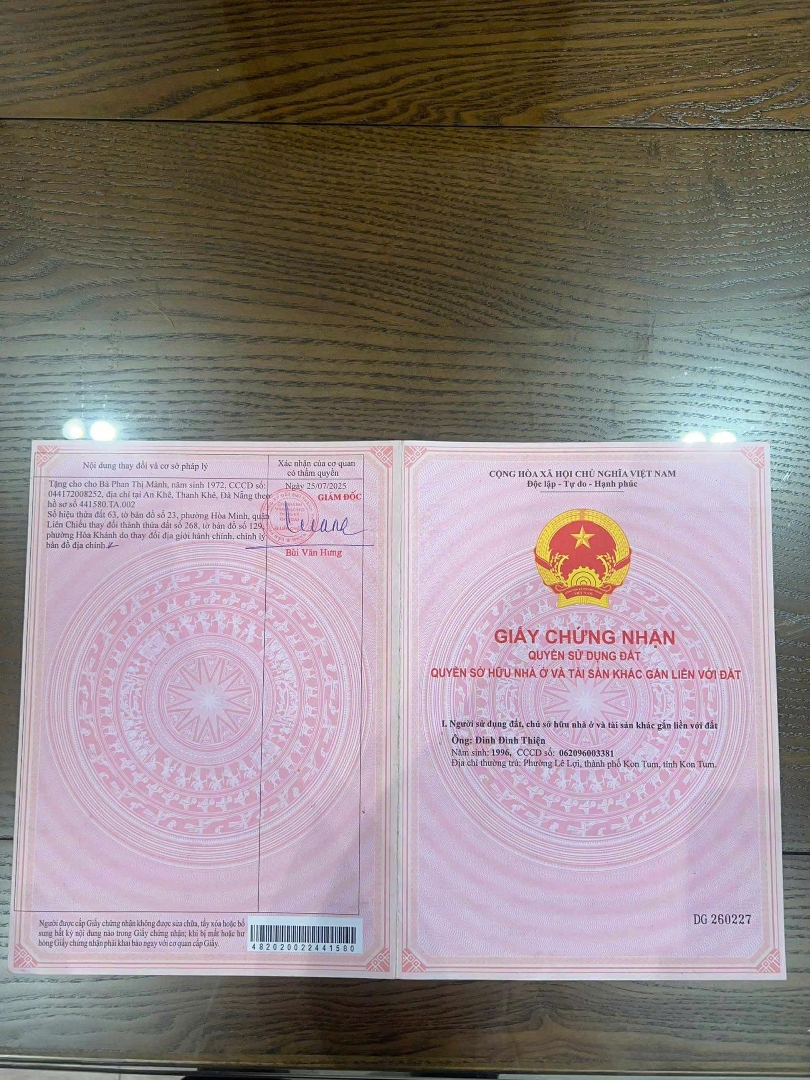 Nội dung thay đổi và cơ sở pháp lý
Xác nhận của cơ quan
có thẩm quyền
Tặng cho cho Bà Phan Thị Mãnh, năm sinh 1972, CCCD số:
044172008252, địa chỉ tại An Khê, Thanh Khê, Đà Nẵng theo
hồ sơ số 441580.TA.002
Số hiệu thửa đất 63, tờ bản đồ số 23, phường Hòa Minh, quận
Liên Chiểu thay đổi thành thửa đất số 268, tờ bản đồ số 129,
phường Hòa Khánh do thay đổi địa giới hành chính, chỉnh lý
bản đồ địa chính.
Ngày 25/07/2025
GIÁM ĐỐC
Bùi Văn Hưng
Người được cấp Giấy chứng nhận không được sửa chữa, tẩy xóa hoặc bổ
sung bất kỳ nội dung nào trong Giấy chứng nhận; khi bị mất hoặc hư
hỏng Giấy chứng nhận phải khai báo ngay với cơ quan cấp Giấy.
482020022441580
CỘNG HÒA XÃ HỘI CHỦ NGHĨA VIỆT NAM
Độc lập - Tự do - Hạnh phúc
GIẤY CHỨNG NHẬN
QUYỀN SỬ DỤNG ĐẤT
QUYỀN SỞ HỮU NHÀ Ở VÀ TÀI SẢN KHÁC GẮN LIỀN VỚI ĐẤT
I. Người sử dụng đất, chủ sở hữu nhà ở và tài sản khác gắn liền với đất
Ông: Đinh Đình Thiện
Năm sinh: 1996, CCCD số: 062096003381
Địa chỉ thường trú: Phường Lê Lợi, thành phố Kon Tum, tỉnh Kon Tum.
DG 260227